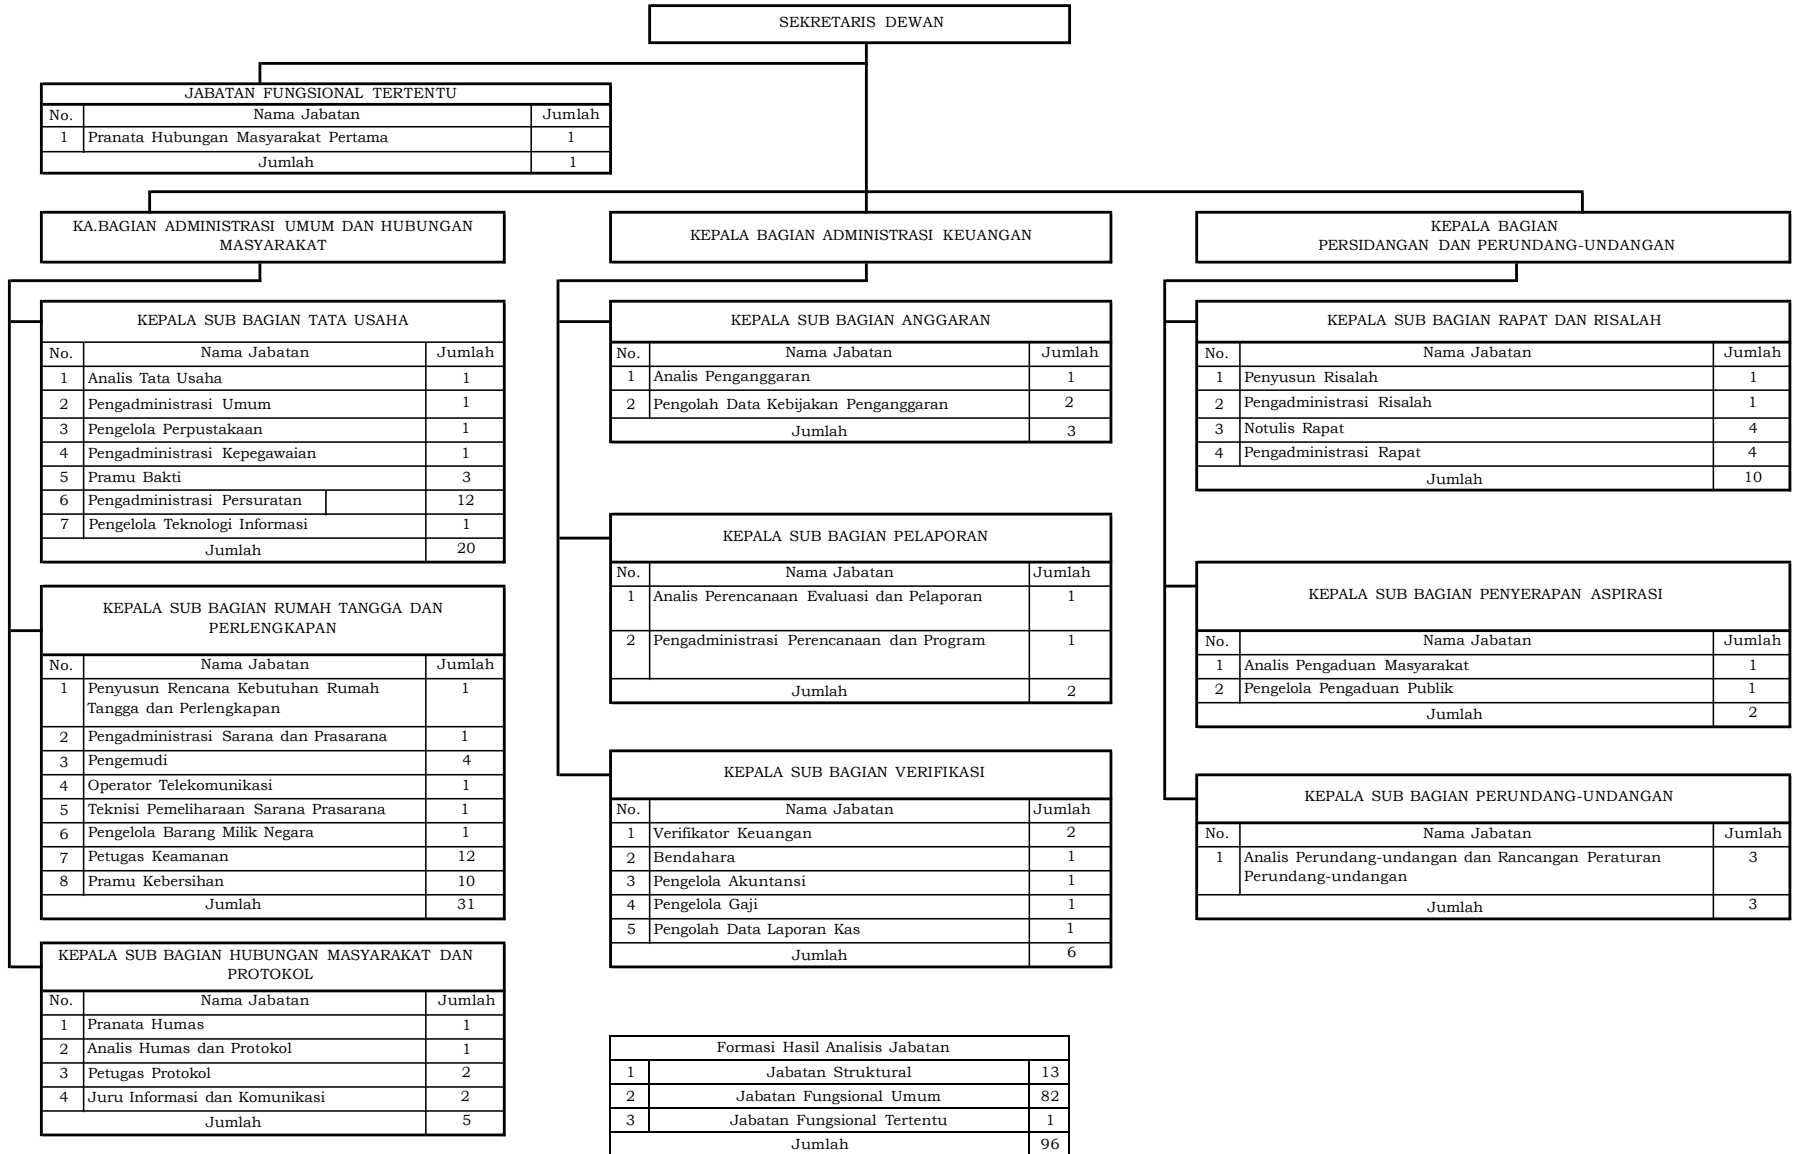 SEKRETARIS DEWAN
JABATAN FUNGSIONAL TERTENTU
No. Nama Jabatan Jumlah
1 Pranata Hubungan Masyarakat Pertama 1
Jumlah 1
KA.BAGIAN ADMINISTRASI UMUM DAN HUBUNGAN
MASYARAKAT
KEPALA SUB BAGIAN TATA USAHA
No. Nama Jabatan Jumlah
1 Analis Tata Usaha 1
2 Pengadministrasi Umum 1
3 Pengelola Perpustakaan 1
4 Pengadministrasi Kepegawaian 1
5 Pramu Bakti 3
6 Pengadministrasi Persuratan 12
7 Pengelola Teknologi Informasi 1
Jumlah 20
KEPALA SUB BAGIAN RUMAH TANGGA DAN
PERLENGKAPAN
No. Nama Jabatan Jumlah
1 Penyusun Rencana Kebutuhan Rumah 1
Tangga dan Perlengkapan
2 Pengadministrasi Sarana dan Prasarana 1
3 Pengemudi 4
4 Operator Telekomunikasi 1
5 Teknisi Pemeliharaan Sarana Prasarana 1
6 Pengelola Barang Milik Negara 1
7 Petugas Keamanan 12
8 Pramu Kebersihan 10
Jumlah 31
KEPALA SUB BAGIAN HUBUNGAN MASYARAKAT DAN
PROTOKOL
No. Nama Jabatan Jumlah
1 Pranata Humas 1
2 Analis Humas dan Protokol 1
3 Petugas Protokol 2
4 Juru Informasi dan Komunikasi 2
Jumlah 5
KEPALA BAGIAN ADMINISTRASI KEUANGAN
KEPALA SUB BAGIAN ANGGARAN
No. Nama Jabatan Jumlah
1 Analis Penganggaran 1
2 Pengolah Data Kebijakan Penganggaran 2
Jumlah 3
KEPALA SUB BAGIAN PELAPORAN
No. Nama Jabatan Jumlah
1 Analis Perencanaan Evaluasi dan Pelaporan 1
2 Pengadministrasi Perencanaan dan Program 1
Jumlah 2
KEPALA SUB BAGIAN VERIFIKASI
No. Nama Jabatan Jumlah
1 Verifikator Keuangan 2
2 Bendahara 1
3 Pengelola Akuntansi 1
4 Pengelola Gaji 1
5 Pengolah Data Laporan Kas 1
Jumlah 6
KEPALA BAGIAN
PERSIDANGAN DAN PERUNDANG-UNDANGAN
KEPALA SUB BAGIAN RAPAT DAN RISALAH
No. Nama Jabatan Jumlah
1 Penyusun Risalah 1
2 Pengadministrasi Risalah 1
3 Notulis Rapat 4
4 Pengadministrasi Rapat 4
Jumlah 10
KEPALA SUB BAGIAN PENYERAPAN ASPIRASI
No. Nama Jabatan Jumlah
1 Analis Pengaduan Masyarakat 1
2 Pengelola Pengaduan Publik 1
Jumlah 2
KEPALA SUB BAGIAN PERUNDANG-UNDANGAN
No. Nama Jabatan Jumlah
1 Analis Perundang-undangan dan Rancangan Peraturan 3
Perundang-undangan
Jumlah 3
Formasi Hasil Analisis Jabatan
1 Jabatan Struktural 13
2 Jabatan Fungsional Umum 82
3 Jabatan Fungsional Tertentu 1
Jumlah 96